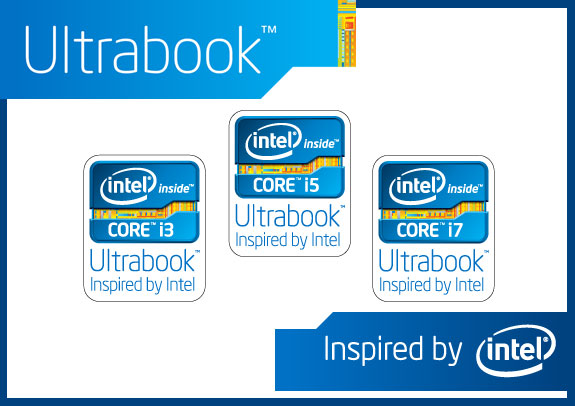 Ultrabook™
intel® inside™
CORE™ i3
Ultrabook™
Inspired by Intel
intel® inside™
CORE™ i5
Ultrabook™
Inspired by Intel
intel® inside™
CORE™ i7
Ultrabook™
Inspired by Intel
Inspired by intel®